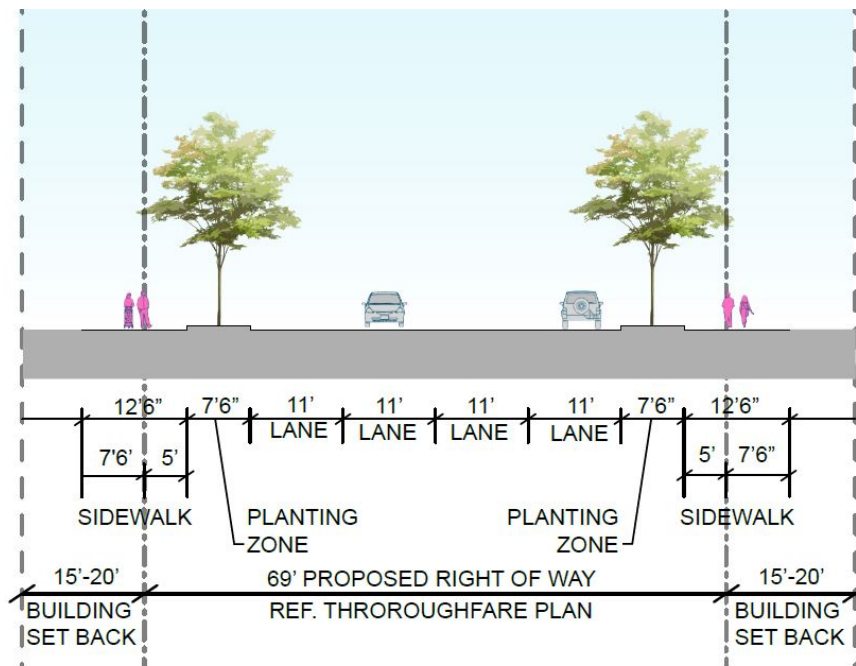 12'6" 7'6" 11' 11' 11' 11' 7'6" 12'6"
LANE LANE LANE LANE
7'6' 5' 5' 7'6"
SIDEWALK PLANTING ZONE PLANTING ZONE SIDEWALK
15'-20' 69' PROPOSED RIGHT OF WAY 15'-20'
BUILDING SET BACK REF. THROROUGHFARE PLAN BUILDING SET BACK